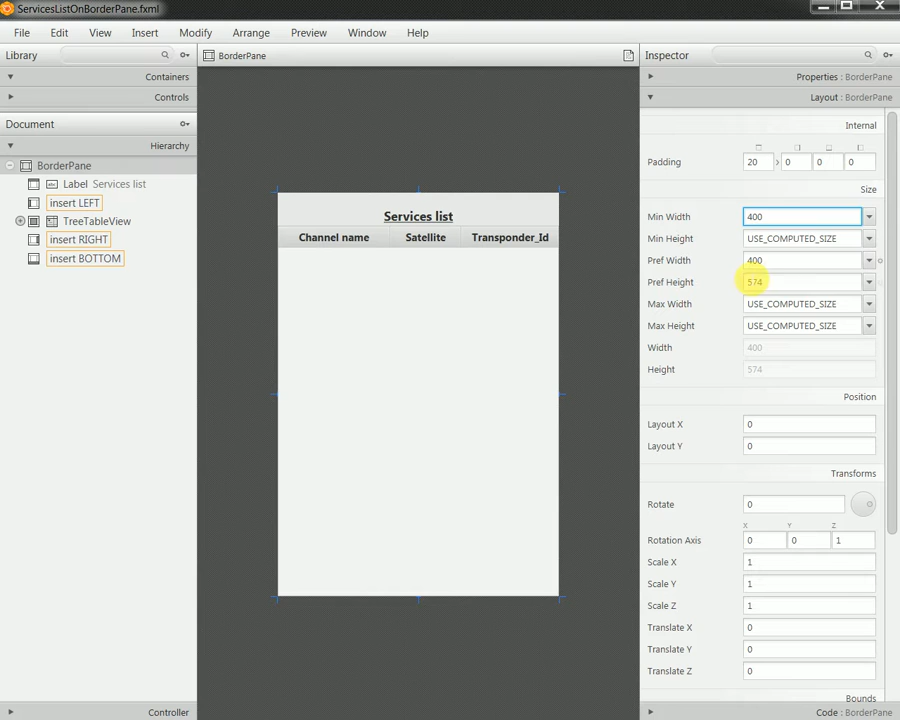 ServicesListOnBorderPane.fxml
File Edit View Insert Modify Arrange Preview Window Help
Library
BorderPane
Inspector
Containers
Controls
Document
Hierarchy
BorderPane
Label Services list
insert LEFT
TreeTableView
insert RIGHT
insert BOTTOM
Controller
Services list
Channel name Satellite Transponder_Id
Properties : BorderPane
Layout : BorderPane
Internal
Padding 20 0 0 0
Size
Min Width 400
Min Height USE_COMPUTED_SIZE
Pref Width 400
Pref Height 574
Max Width USE_COMPUTED_SIZE
Max Height USE_COMPUTED_SIZE
Width 400
Height 574
Position
Layout X 0
Layout Y 0
Transforms
Rotate 0
X Y Z
Rotation Axis 0 0 1
Scale X 1
Scale Y 1
Scale Z 1
Translate X 0
Translate Y 0
Translate Z 0
Bounds
Code : BorderPane